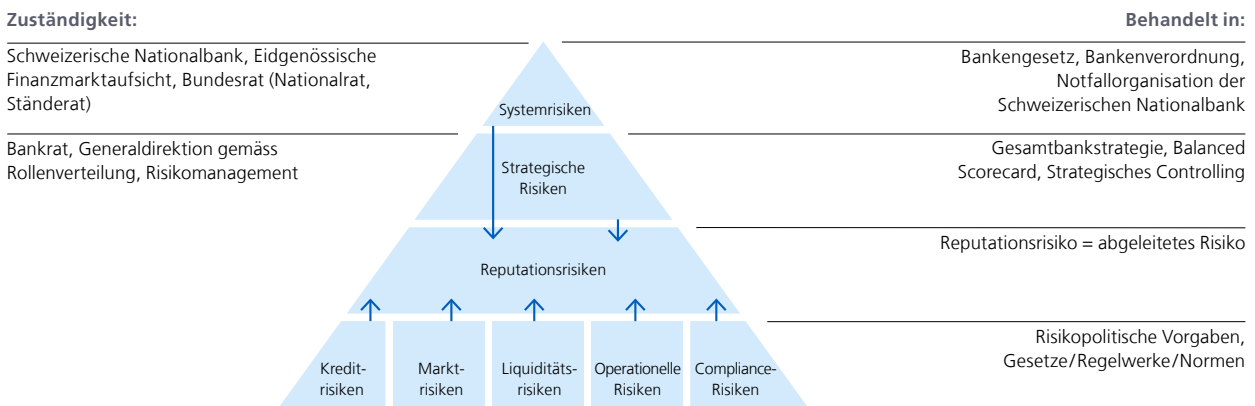 Zuständigkeit:
Behandelt in:
Schweizerische Nationalbank, Eidgenössische
Finanzmarktaufsicht, Bundesrat (Nationalrat,
Ständerat)
Bankengesetz, Bankenverordnung,
Notfallorganisation der
Schweizerischen Nationalbank
Systemrisiken
Bankrat, Generaldirektion gemäss
Rollenverteilung, Risikomanagement
Strategische
Risiken
Gesamtbankstrategie, Balanced
Scorecard, Strategisches Controlling
Reputationsrisiken
Reputationsrisiko = abgeleitetes Risiko
Kredit-
risiken
Markt-
risiken
Liquiditäts-
risiken
Operationelle
Risiken
Compliance-
Risiken
Risikopolitische Vorgaben,
Gesetze/Regelwerke/Normen